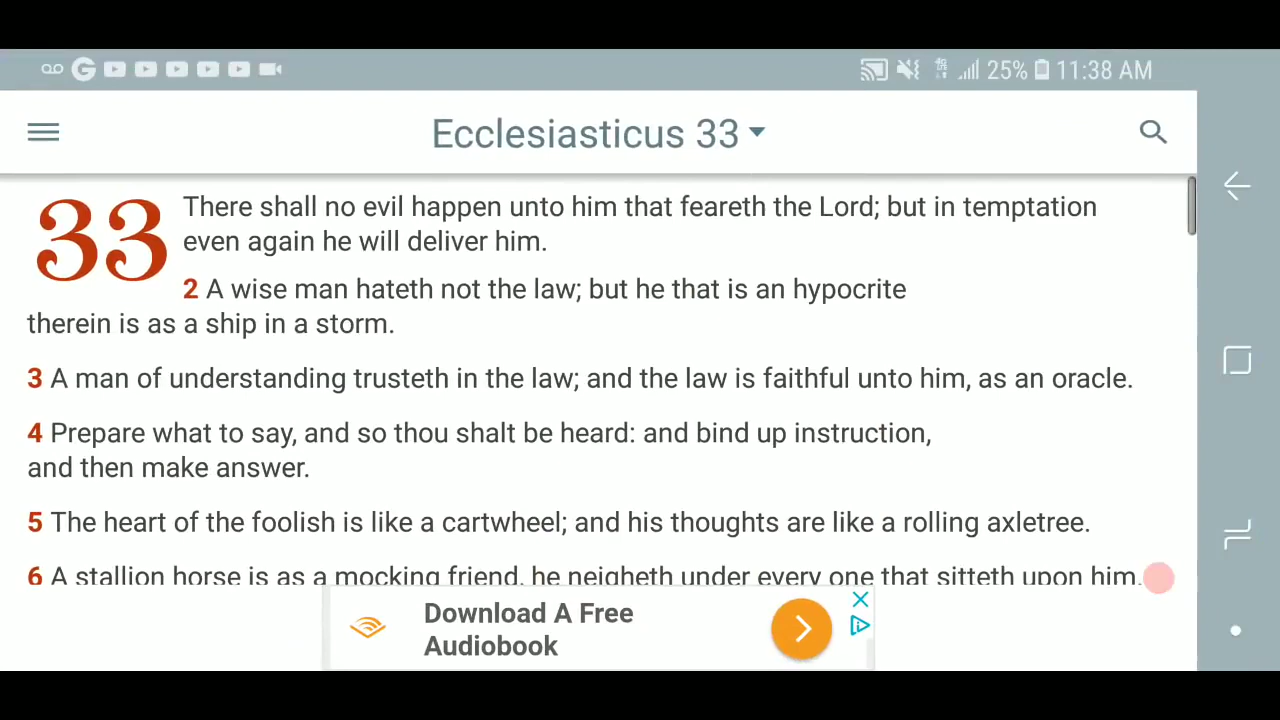 25% 11:38 AM
Ecclesiasticus 33
33 There shall no evil happen unto him that feareth the Lord; but in temptation
even again he will deliver him.
2 A wise man hateth not the law; but he that is an hypocrite
therein is as a ship in a storm.
3 A man of understanding trusteth in the law; and the law is faithful unto him, as an oracle.
4 Prepare what to say, and so thou shalt be heard: and bind up instruction,
and then make answer.
5 The heart of the foolish is like a cartwheel; and his thoughts are like a rolling axletree.
6 A stallion horse is as a mocking friend, he neigheth under every one that sitteth upon him.
Download A Free
Audiobook